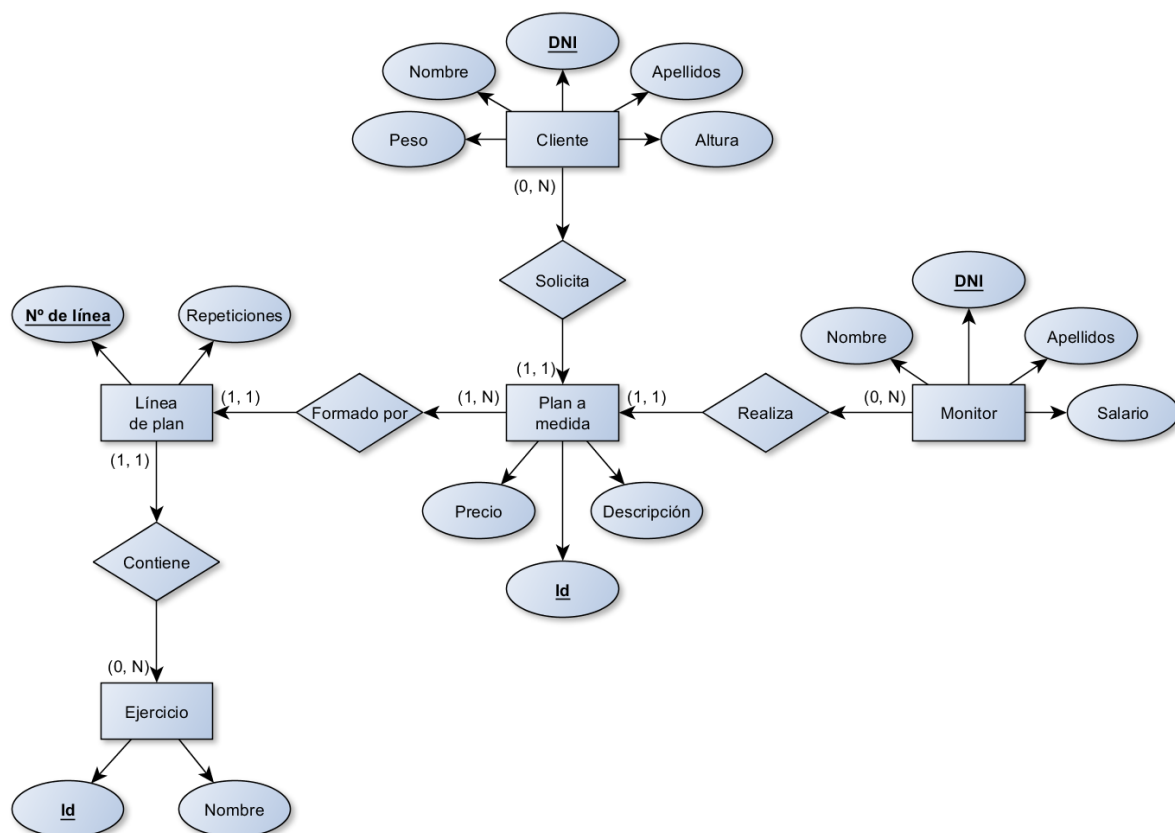 DNI
Nombre
Apellidos
Peso
Cliente
Altura
(0, N)
Solicita
DNI
Nº de línea
Repeticiones
Nombre
Apellidos
(1, 1)
Línea
de plan
(1, 1)
Formado por
(1, N)
Plan a
medida
(1, 1)
Realiza
(0, N)
Monitor
Salario
(1, 1)
Precio
Descripción
Contiene
Id
(0, N)
Ejercicio
Id
Nombre